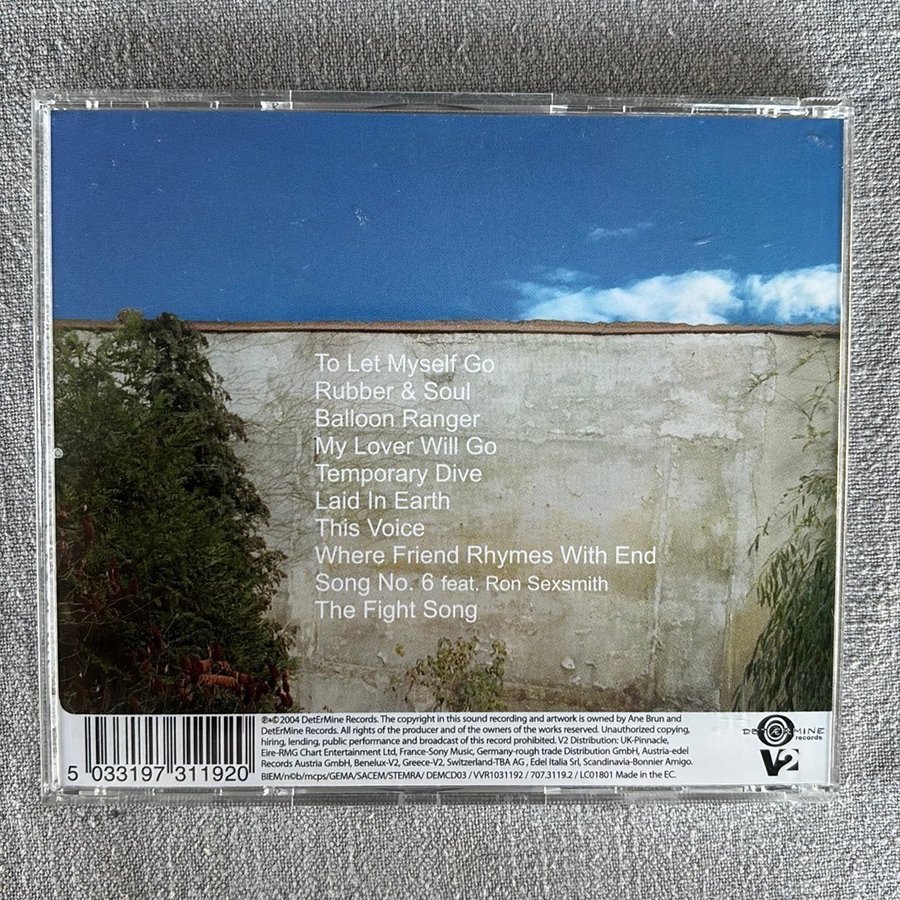 To Let Myself Go
Rubber & Soul
Balloon Ranger
My Lover Will Go
Temporary Dive
Laid In Earth
This Voice
Where Friend Rhymes With End
Song No. 6 feat. Ron Sexsmith
The Fight Song
5 033197 311920
℗+© 2004 DetErMine Records. The copyright in this sound recording and artwork is owned by Ane Brun and
DetErMine Records. All rights of the producer and of the owners of the works reserved. Unauthorized copying,
hiring, lending, public performance and broadcast of this record prohibited. V2 Distribution: UK-Pinnacle,
Eire-RMG Chart Entertainment Ltd, France-Sony Music, Germany-rough trade Distribution GmbH, Austria-edel
Records Austria GmbH, Benelux-V2, Greece-V2, Switzerland-TBA AG , Edel Italia Srl, Scandinavia-Bonnier Amigo.
BIEM/n©b/mcps/GEMA/SACEM/STEMRA / DEMCD03 / VVR1031192 / 707.3119.2 / LC01801 Made in the EC.
DETERMINE
records
V2